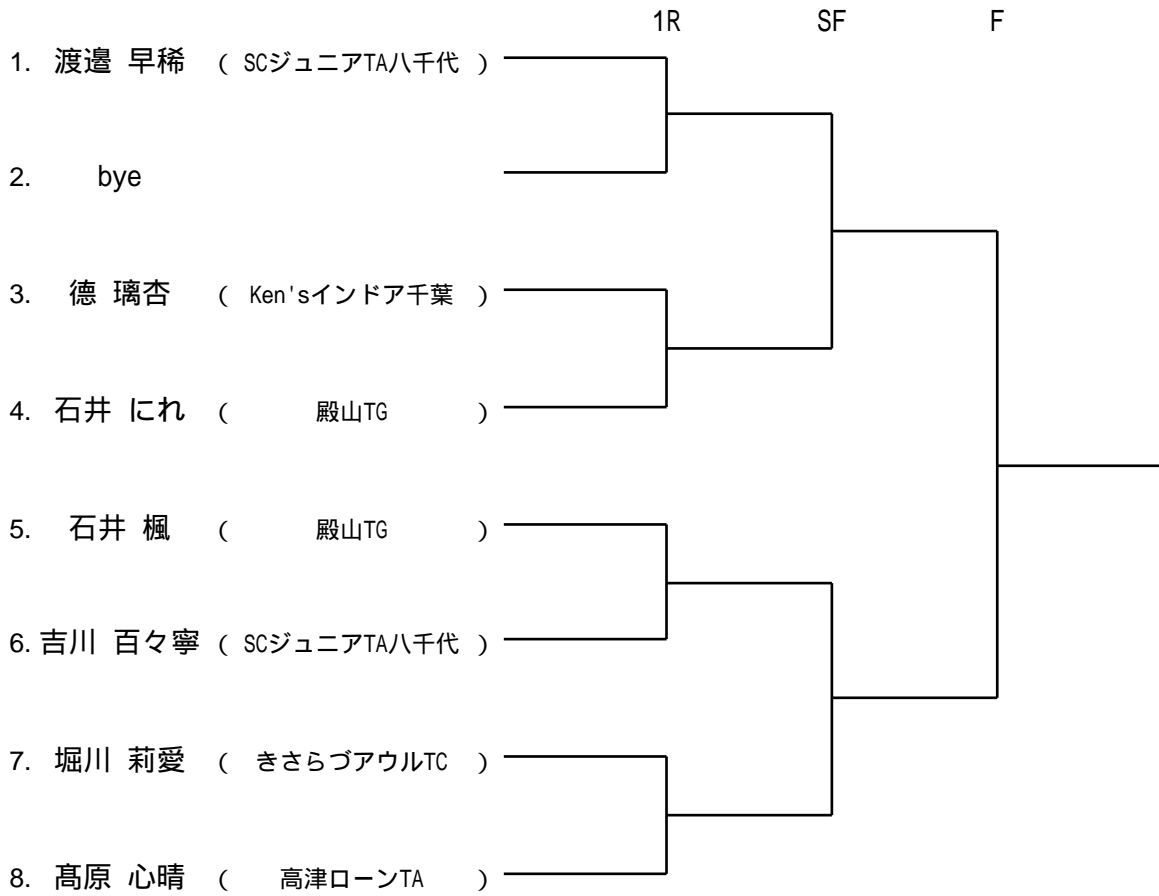 1R SF F
1. 渡邉 早稀 ( SCジュニアTA八千代 )
2. bye
3. 德 璃杏 ( Ken'sインドア千葉 )
4. 石井 にれ ( 殿山TG )
5. 石井 楓 ( 殿山TG )
6. 吉川 百々寧 ( SCジュニアTA八千代 )
7. 堀川 莉愛 ( きさらづアウルTC )
8. 髙原 心晴 ( 高津ローンTA )